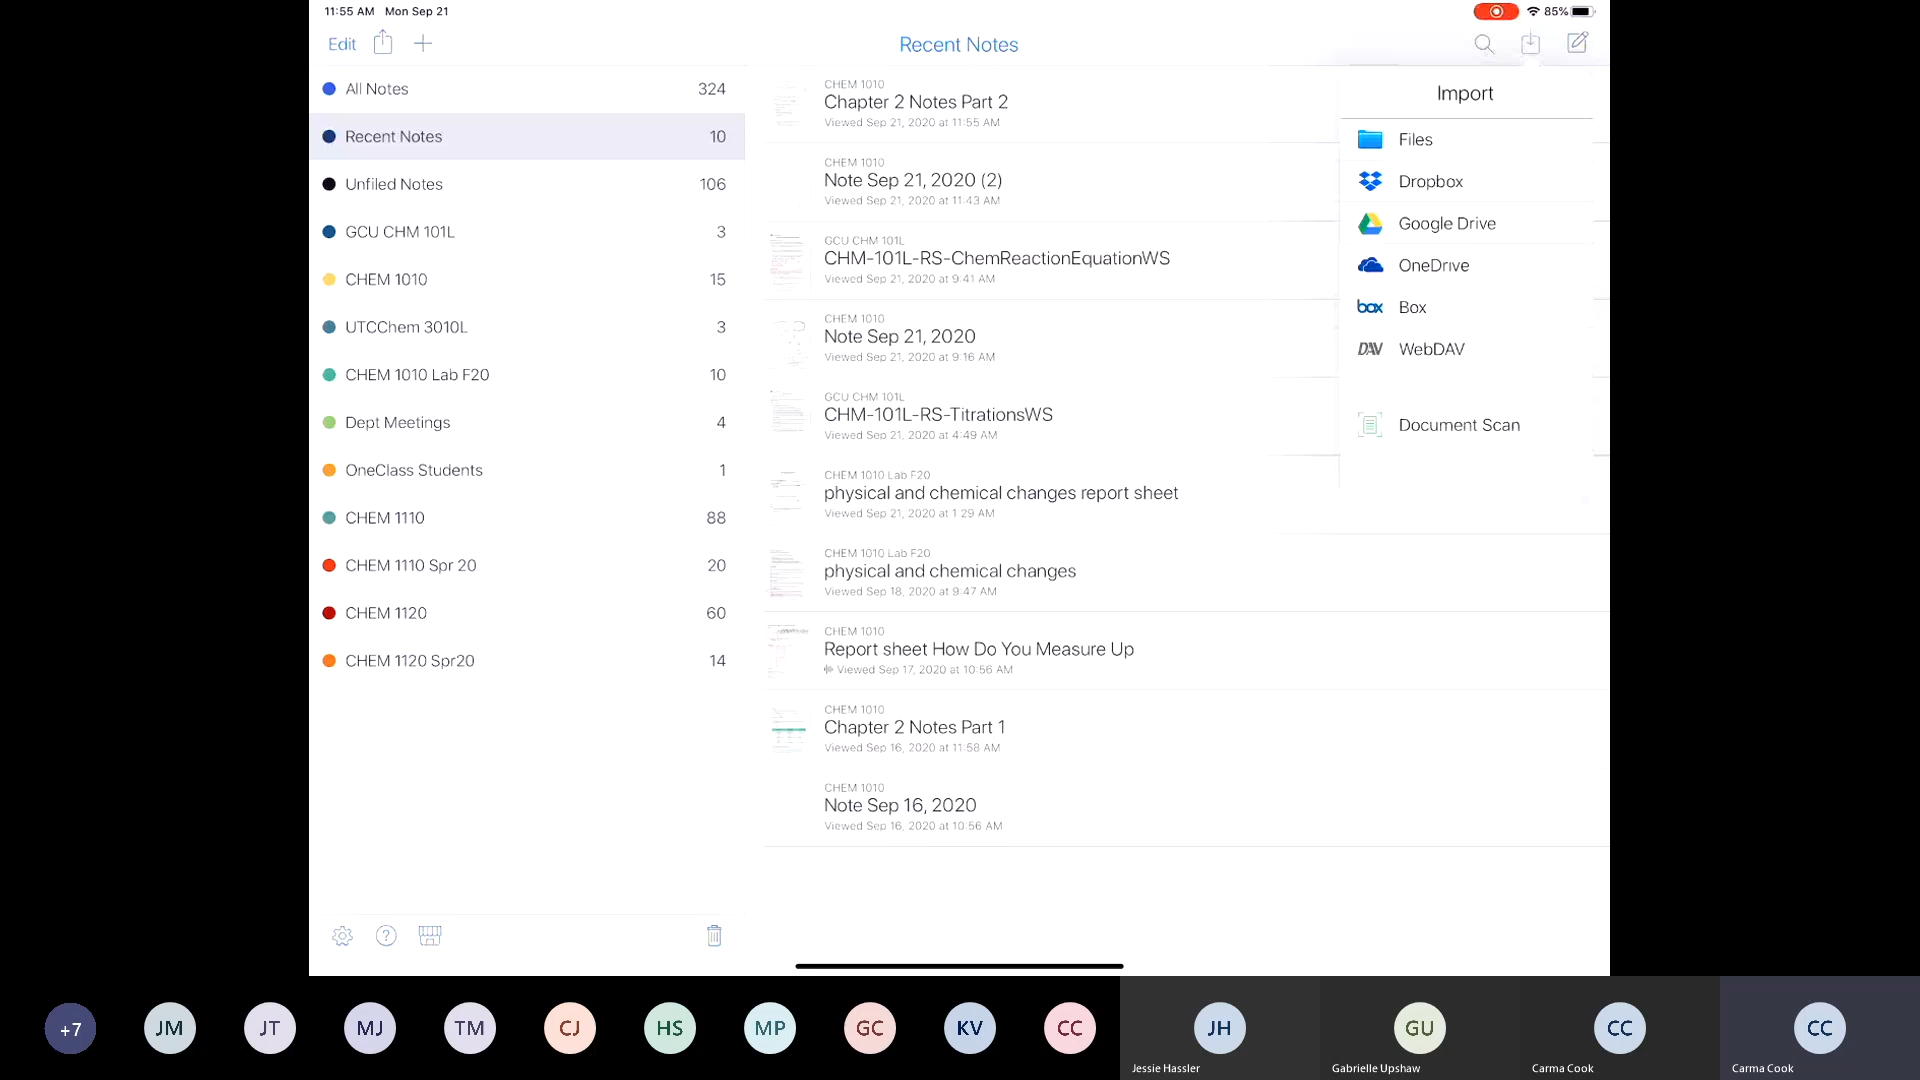 11:55 AM Mon Sep 21
85%
Edit
Recent Notes
All Notes 324
Recent Notes 10
Unfiled Notes 106
GCU CHM 101L 3
CHEM 1010 15
UTCChem 3010L 3
CHEM 1010 Lab F20 10
Dept Meetings 4
OneClass Students 1
CHEM 1110 88
CHEM 1110 Spr 20 20
CHEM 1120 60
CHEM 1120 Spr20 14
CHEM 1010
Chapter 2 Notes Part 2
Viewed Sep 21, 2020 at 11:55 AM
CHEM 1010
Note Sep 21, 2020 (2)
Viewed Sep 21, 2020 at 11:43 AM
GCU CHM 101L
CHM-101L-RS-ChemReactionEquationWS
Viewed Sep 21, 2020 at 9:41 AM
CHEM 1010
Note Sep 21, 2020
Viewed Sep 21, 2020 at 9:16 AM
GCU CHM 101L
CHM-101L-RS-TitrationsWS
Viewed Sep 21, 2020 at 4:49 AM
CHEM 1010 Lab F20
physical and chemical changes report sheet
Viewed Sep 21, 2020 at 1 29 AM
CHEM 1010 Lab F20
physical and chemical changes
Viewed Sep 18, 2020 at 9:47 AM
CHEM 1010
Report sheet How Do You Measure Up
Viewed Sep 17, 2020 at 10:56 AM
CHEM 1010
Chapter 2 Notes Part 1
Viewed Sep 16, 2020 at 11:58 AM
CHEM 1010
Note Sep 16, 2020
Viewed Sep 16, 2020 at 10:56 AM
Import
Files
Dropbox
Google Drive
OneDrive
box Box
DAV WebDAV
Document Scan
?
+7 JM JT MJ TM CJ HS MP GC KV CC JH GU CC CC
Jessie Hassler Gabrielle Upshaw Carma Cook Carma Cook